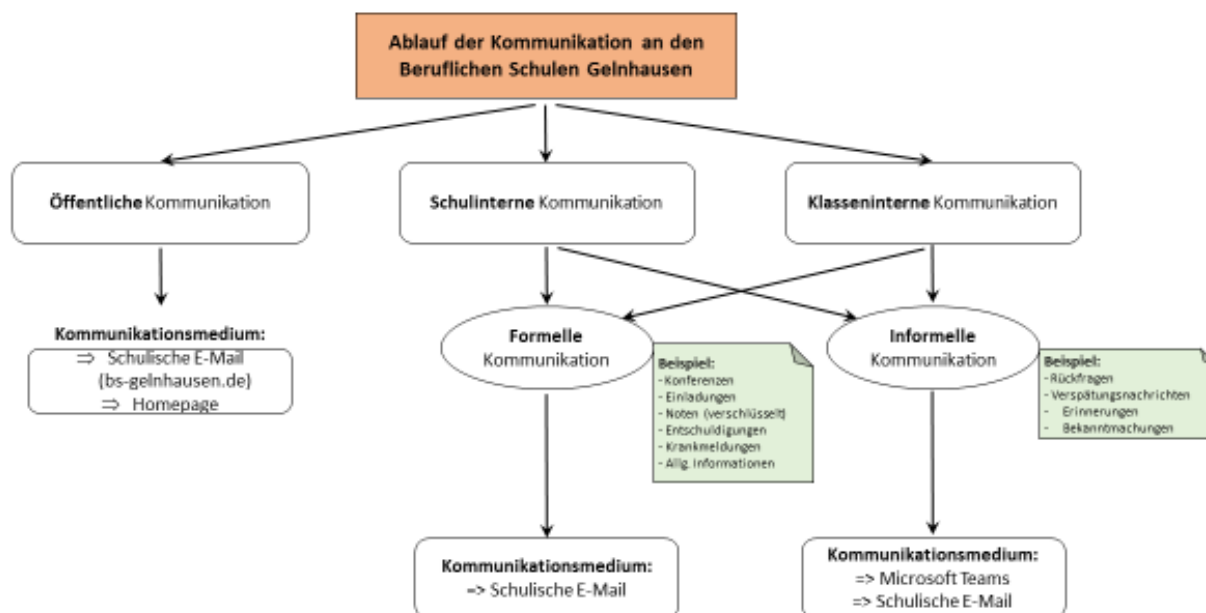 Ablauf der Kommunikation an den
Beruflichen Schulen Gelnhausen
Öffentliche Kommunikation
Schulinterne Kommunikation
Klasseninterne Kommunikation
Kommunikationsmedium:
⇒ Schulische E-Mail
(bs-gelnhausen.de)
⇒ Homepage
Formelle
Kommunikation
Beispiel:
- Konferenzen
- Einladungen
- Noten (verschlüsselt)
- Entschuldigungen
- Krankmeldungen
- Allg. Informationen
Informelle
Kommunikation
Beispiel:
- Rückfragen
- Verspätungsnachrichten
- Erinnerungen
- Bekanntmachungen
Kommunikationsmedium:
=> Schulische E-Mail
Kommunikationsmedium:
=> Microsoft Teams
=> Schulische E-Mail